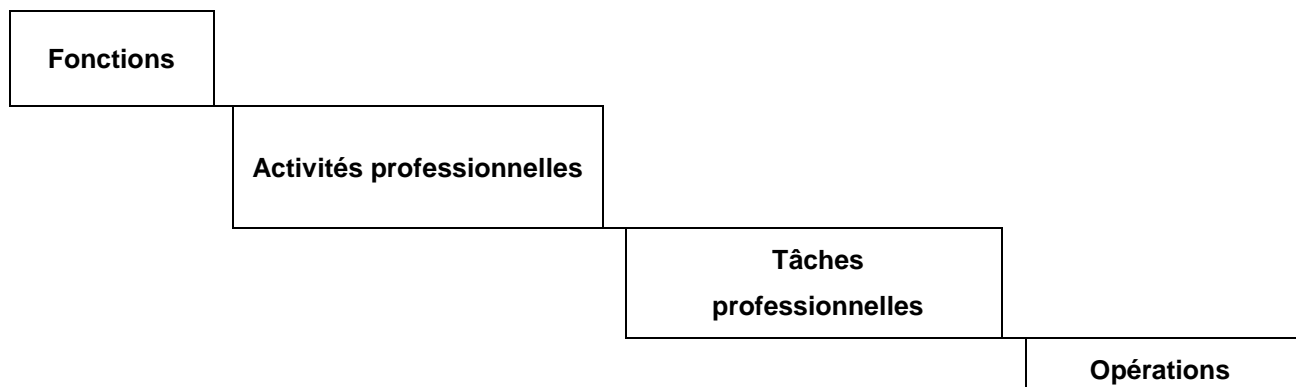 Fonctions
Activités professionnelles
Tâches
professionnelles
Opérations